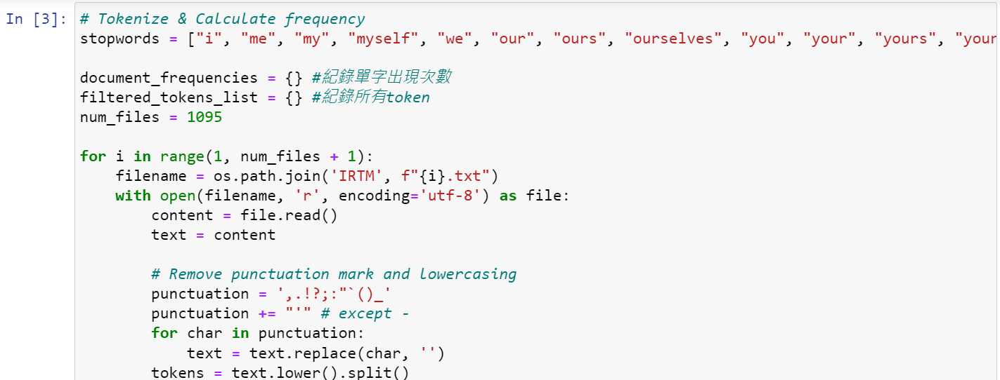 In [3]: # Tokenize & Calculate frequency
stopwords = ["i", "me", "my", "myself", "we", "our", "ours", "ourselves", "you", "your", "yours", "your
document_frequencies = {} #紀錄單字出現次數
filtered_tokens_list = {} #紀錄所有token
num_files = 1095
for i in range(1, num_files + 1):
    filename = os.path.join('IRTM', f"{i}.txt")
    with open(filename, 'r', encoding='utf-8') as file:
        content = file.read()
        text = content
        # Remove punctuation mark and lowercasing
        punctuation = ',.!?;:"`()_'
        punctuation += "'" # except -
        for char in punctuation:
            text = text.replace(char, '')
        tokens = text.lower().split()